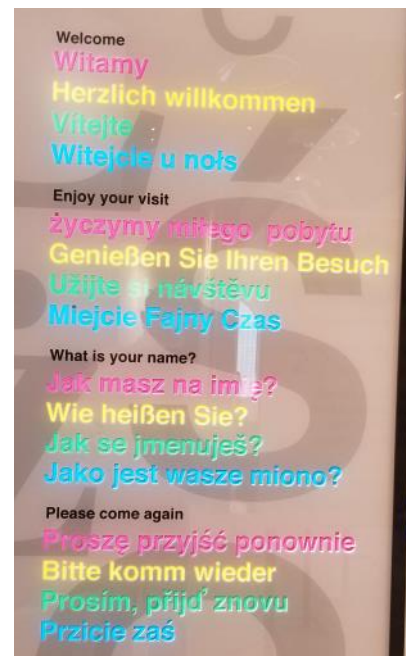 Welcome
Witamy
Herzlich willkommen
Vítejte
Witejcie u nołs
Enjoy your visit
życzymy miłego pobytu
Genießen Sie Ihren Besuch
Užijte si návštěvu
Miejcie Fajny Czas
What is your name?
Jak masz na imię?
Wie heißen Sie?
Jak se jmenuješ?
Jako jest wasze miono?
Please come again
Proszę przyjść ponownie
Bitte komm wieder
Prosím, přijď znovu
Przicie zaś